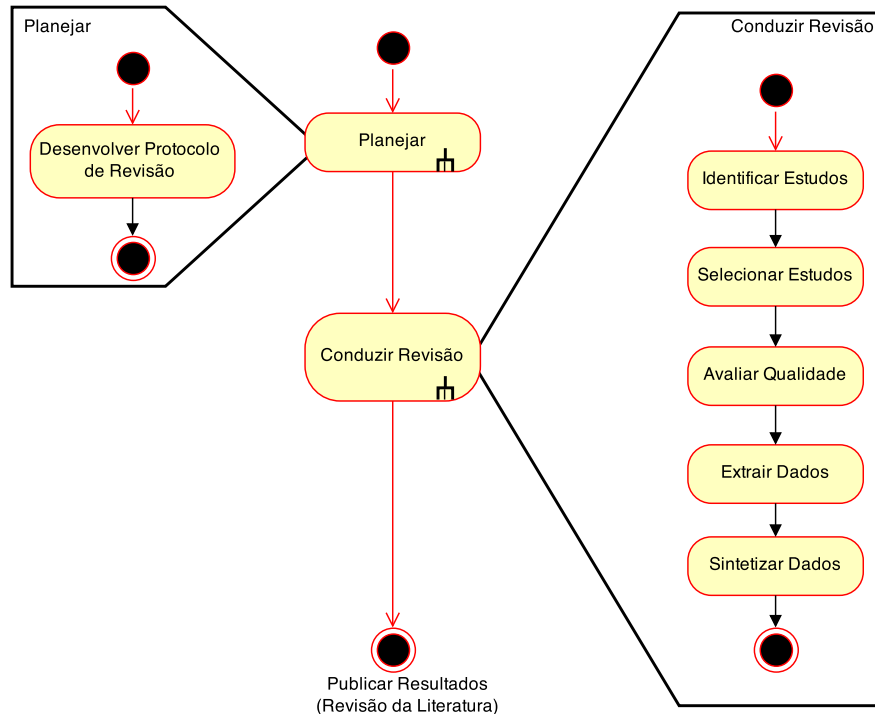 Planejar
Desenvolver Protocolo
de Revisão
Planejar
Conduzir Revisão
Publicar Resultados
(Revisão da Literatura)
Conduzir Revisão
Identificar Estudos
Selecionar Estudos
Avaliar Qualidade
Extrair Dados
Sintetizar Dados